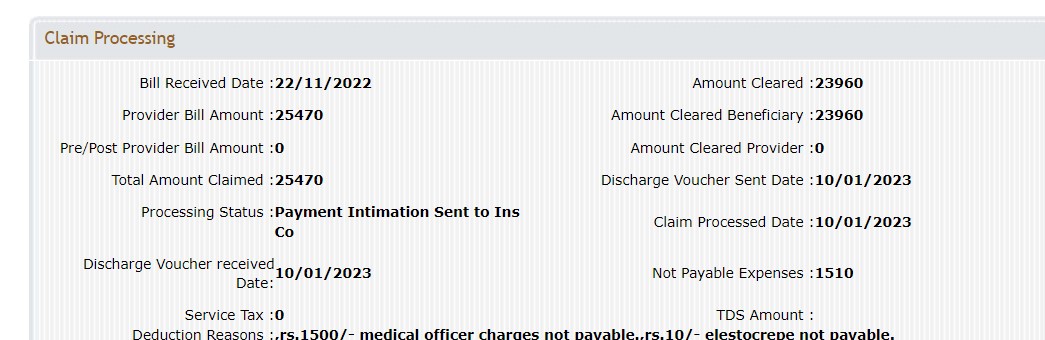 Claim Processing
Bill Received Date :22/11/2022 Amount Cleared :23960
Provider Bill Amount :25470 Amount Cleared Beneficiary :23960
Pre/Post Provider Bill Amount :0 Amount Cleared Provider :0
Total Amount Claimed :25470 Discharge Voucher Sent Date :10/01/2023
Processing Status :Payment Intimation Sent to Ins
Co
Claim Processed Date :10/01/2023
Discharge Voucher received
Date:10/01/2023 Not Payable Expenses :1510
Service Tax :0 TDS Amount :
Deduction Reasons :,rs.1500/- medical officer charges not payable.,rs.10/- elestocrepe not payable.